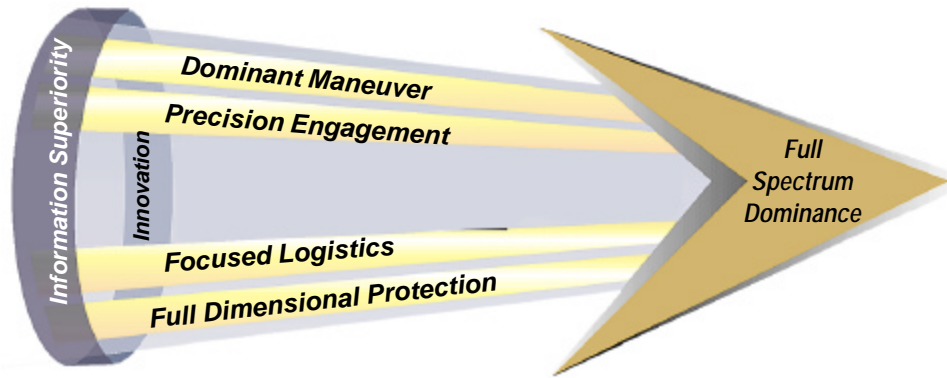 Information Superiority
Innovation
Dominant Maneuver
Precision Engagement
Focused Logistics
Full Dimensional Protection
Full
Spectrum
Dominance